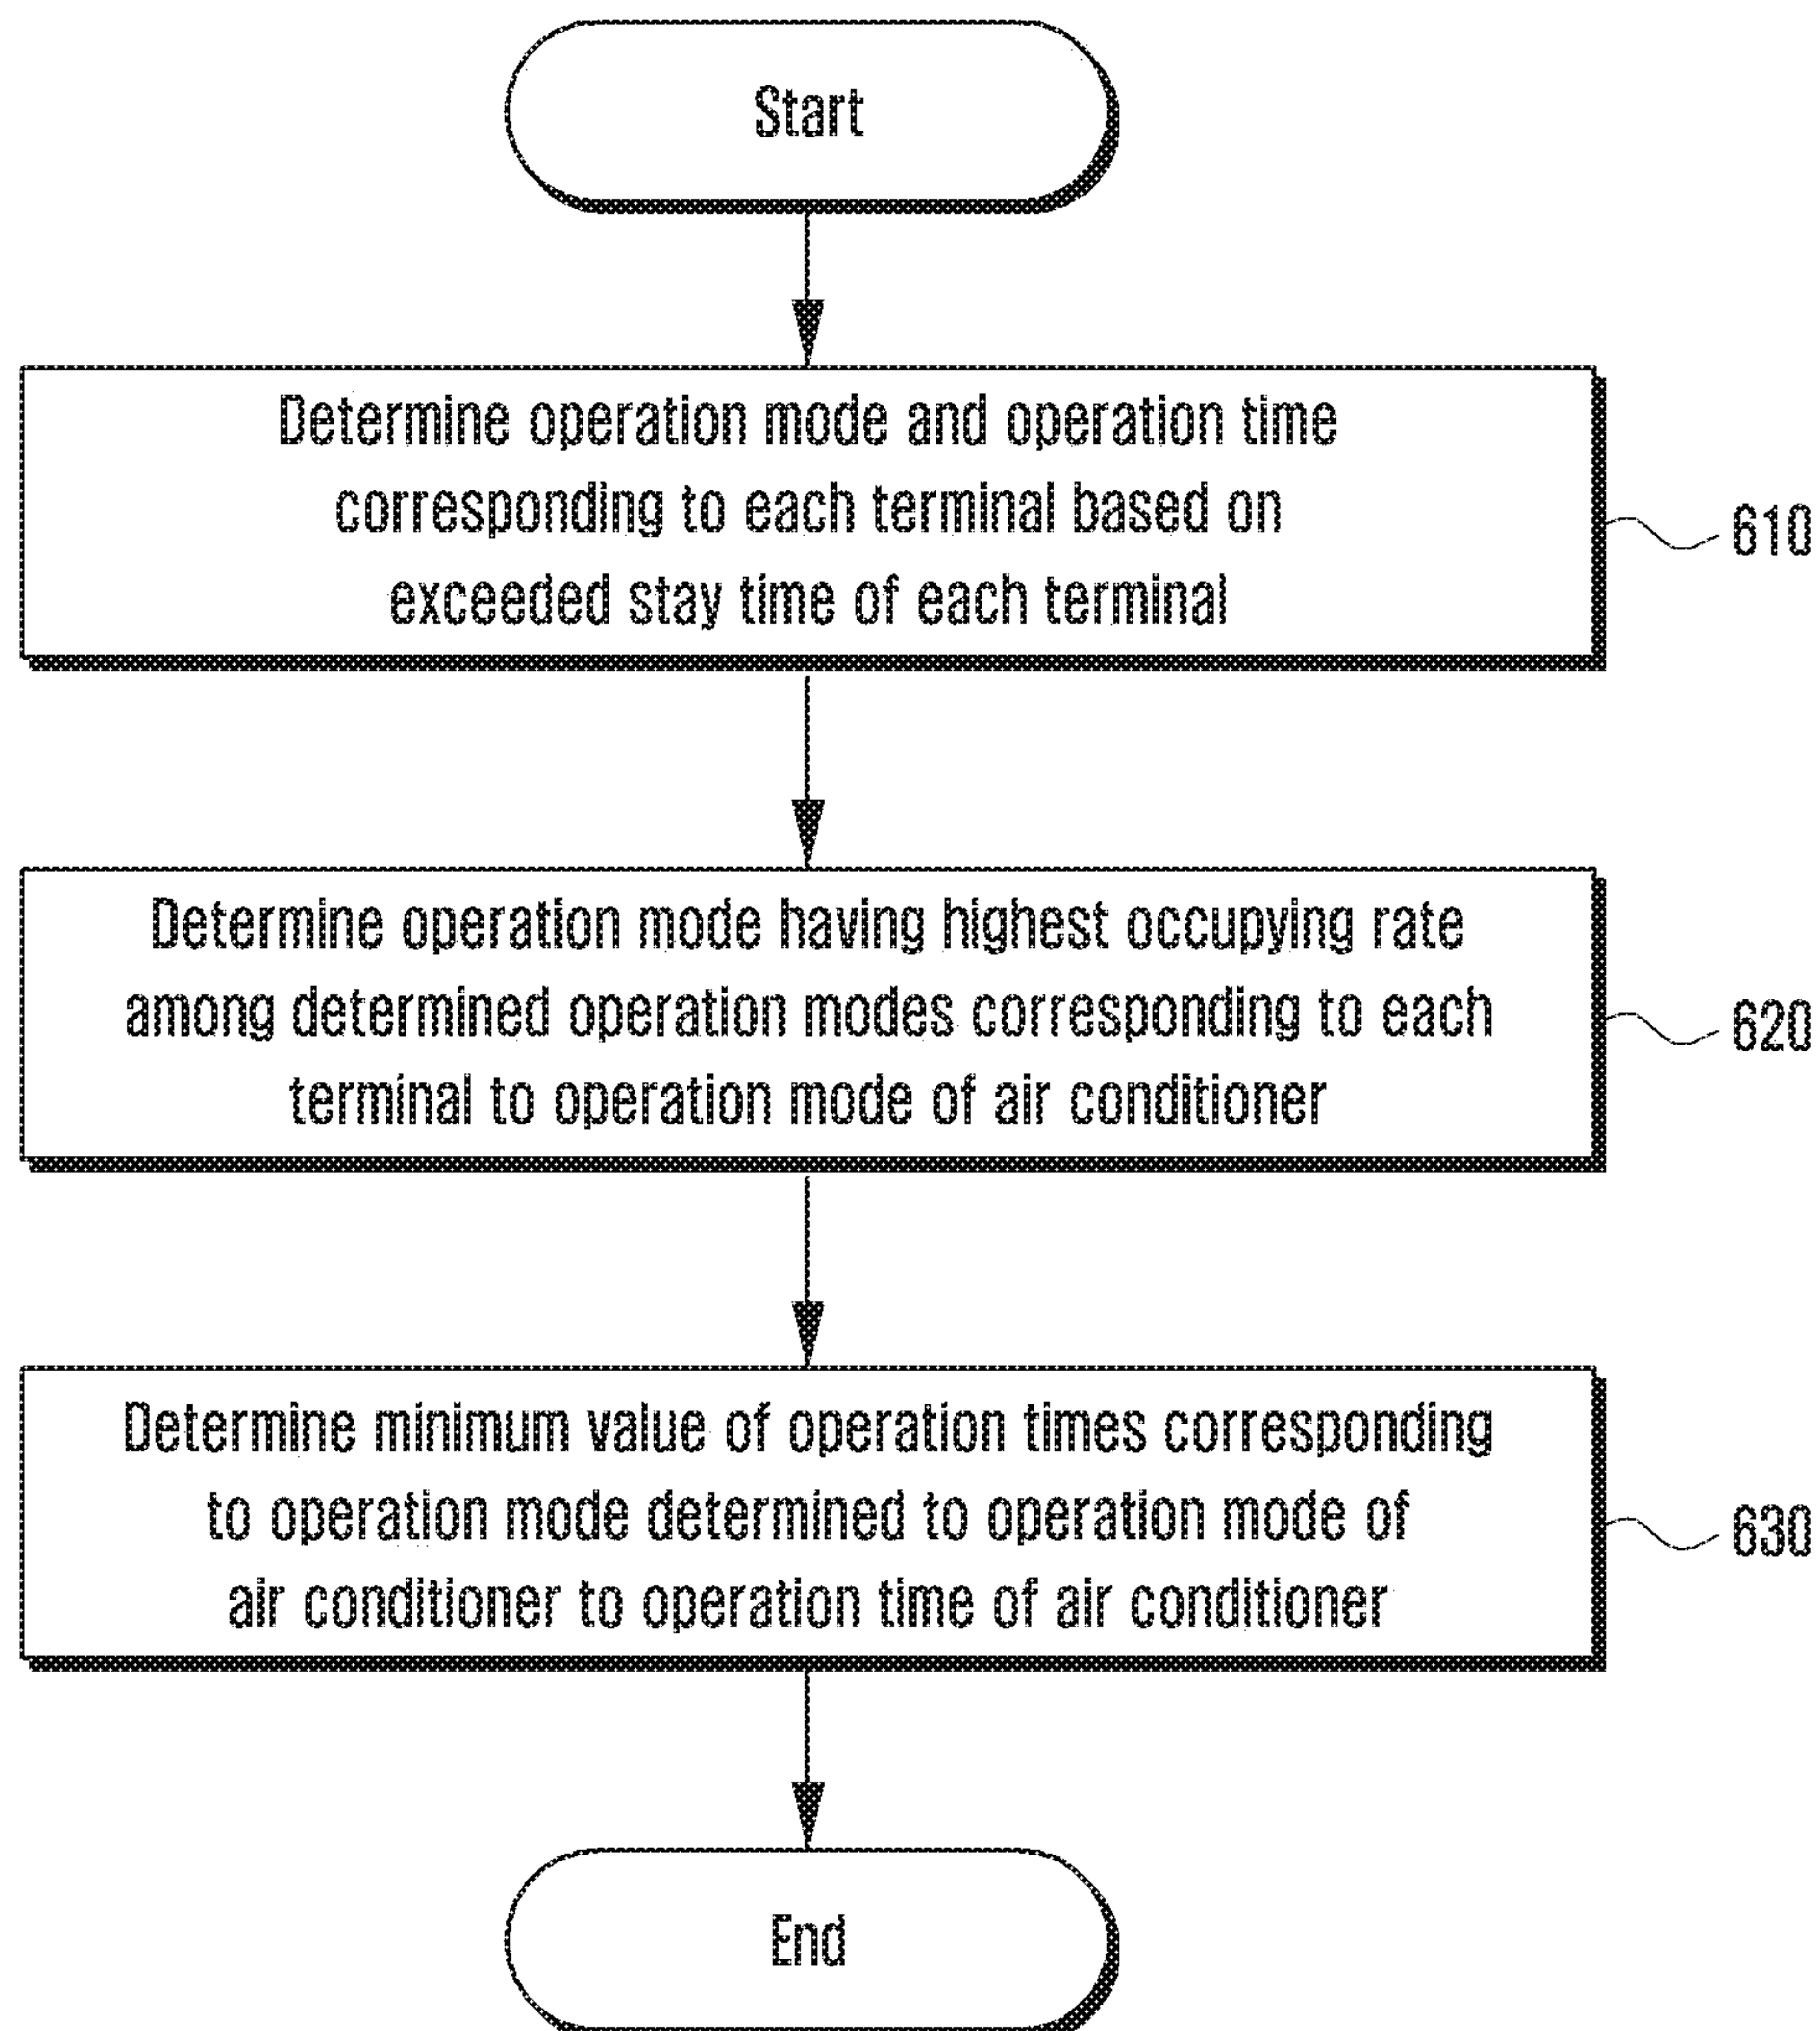 Start
Determine operation mode and operation time
corresponding to each terminal based on
exceeded stay time of each terminal
610
Determine operation mode having highest occupying rate
among determined operation modes corresponding to each
terminal to operation mode of air conditioner
620
Determine minimum value of operation times corresponding
to operation mode determined to operation mode of
air conditioner to operation time of air conditioner
630
End